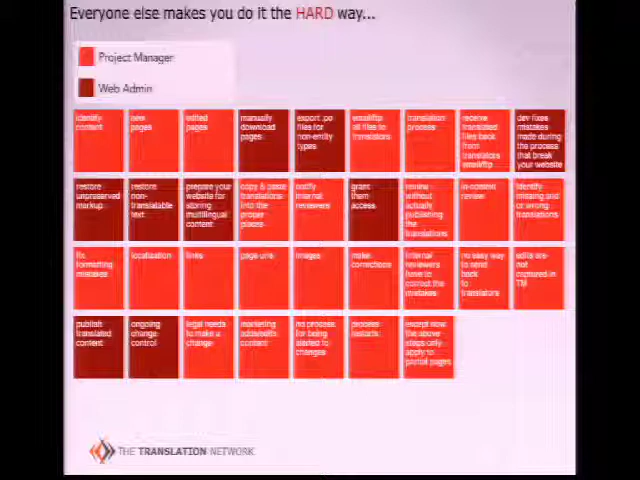 Everyone else makes you do it the HARD way...
Project Manager
Web Admin
identify
content
new
pages
edited
pages
manually
download
pages
export .po
files for
non-entity
types
email/ftp
all files to
translators
translation
process
receive
translated
files back
from
translators
email/ftp
dev fixes
mistakes
made during
the process
that break
your website
restore
unpreserved
markup
restore
non-
translatable
text
prepare your
website for
storing
multilingual
content
copy & paste
translations
into the
proper
places
notify
internal
reviewers
grant
them
access
review
without
actually
publishing
the
translations
in-context
review
identify
missing and
or wrong
translations
fix
formatting
mistakes
localization
links
page urls
images
make
corrections
internal
reviewers
have to
correct the
mistakes
no easy way
to send
back
to
translators
edits are
not
captured in
TM
publish
translated
content
ongoing
change
control
legal needs
to make a
change
marketing
adds/edits
content
no process
for being
alerted to
changes
process
restarts
except now
the above
steps only
apply to
partial pages
THE TRANSLATION NETWORK